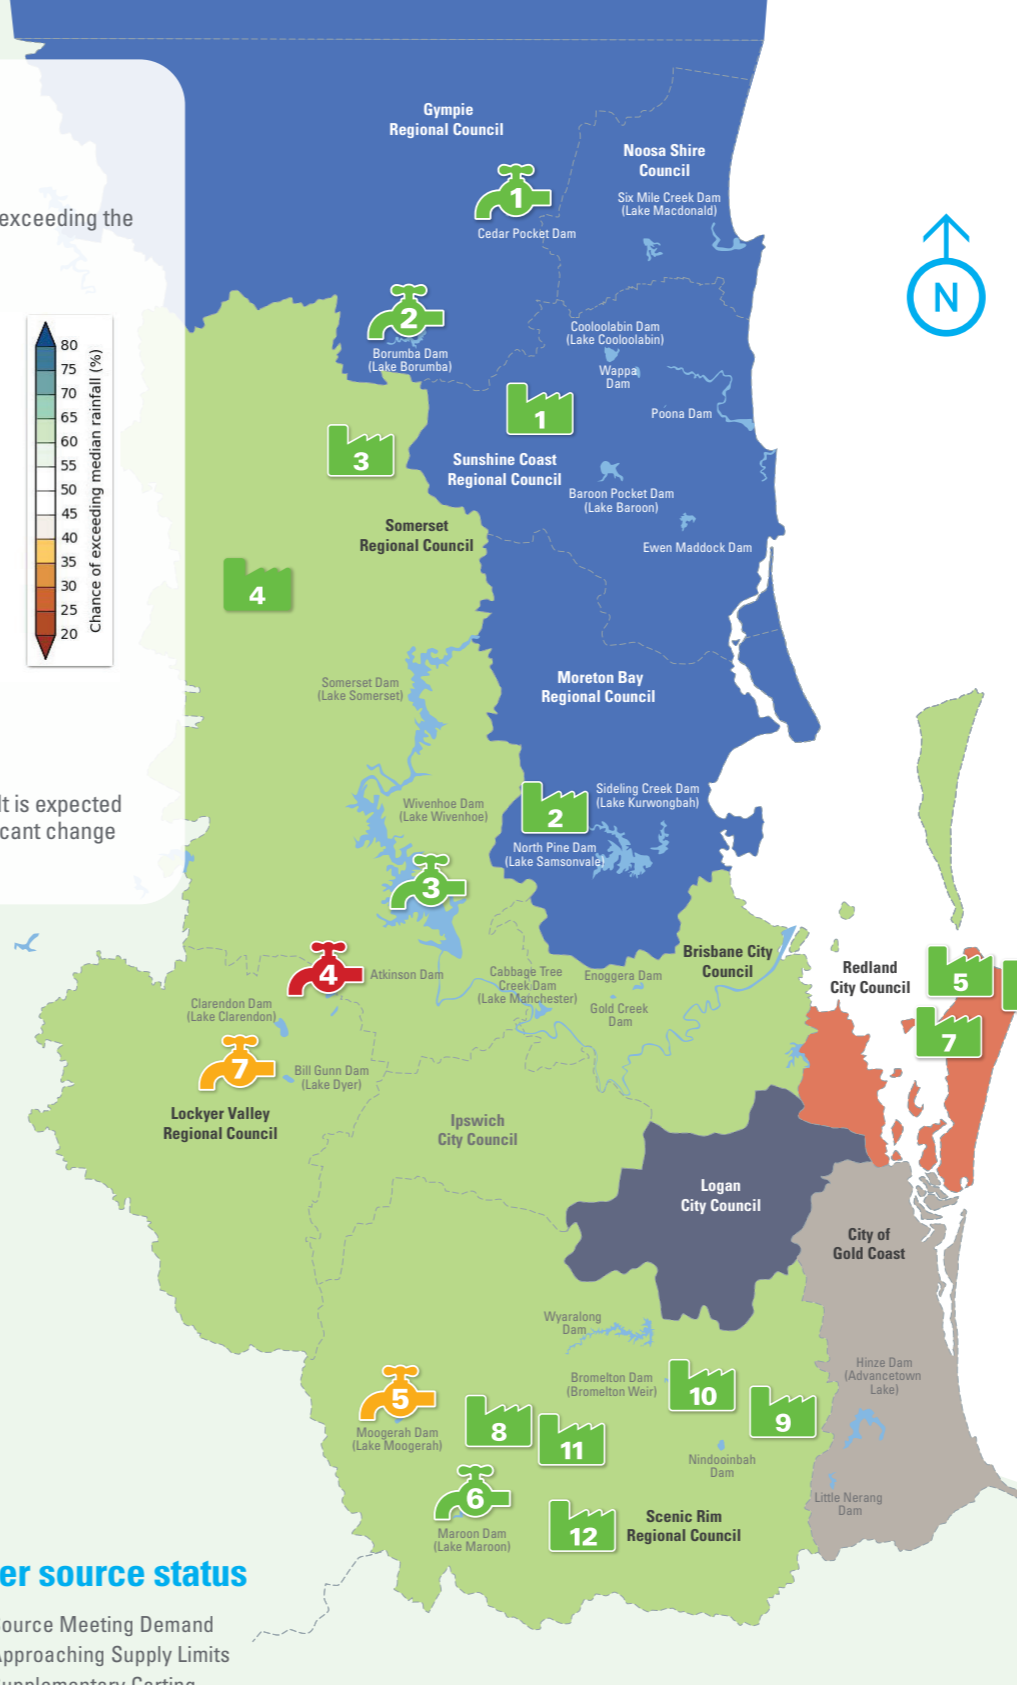 Gympie
Regional Council
Noosa Shire
Council
Six Mile Creek Dam
(Lake Macdonald)
1
Cedar Pocket Dam
exceeding the
N
2
Borumba Dam
(Lake Borumba)
Cooloolabin Dam
(Lake Cooloolabin)
Wappa
Dam
Poona Dam
80
75
70
65
60
55
50
45
40
35
30
25
20
Chance of exceeding median rainfall (%)
1
3
Sunshine Coast
Regional Council
Baroon Pocket Dam
(Lake Baroon)
Ewen Maddock Dam
Somerset
Regional Council
4
Somerset Dam
(Lake Somerset)
Moreton Bay
Regional Council
It is expected
cant change
Wivenhoe Dam
(Lake Wivenhoe)
2
Sideling Creek Dam
(Lake Kurwongbah)
North Pine Dam
(Lake Samsonvale)
3
Brisbane City
Council
Redland
City Council
5
7
4
Atkinson Dam
Cabbage Tree
Creek Dam
(Lake Manchester)
Enoggera Dam
Gold Creek
Dam
Clarendon Dam
(Lake Clarendon)
7
Bill Gunn Dam
(Lake Dyer)
Lockyer Valley
Regional Council
Ipswich
City Council
Logan
City Council
City of
Gold Coast
Wyaralong
Dam
Bromelton Dam
(Bromelton Weir)
Hinze Dam
(Advancetown
Lake)
5
Moogerah Dam
(Lake Moogerah)
8
11
10
9
Nindooinbah
Dam
6
Maroon Dam
(Lake Maroon)
12
Scenic Rim
Regional Council
Little Nerang
Dam
er source status
ource Meeting Demand
pproaching Supply Limits